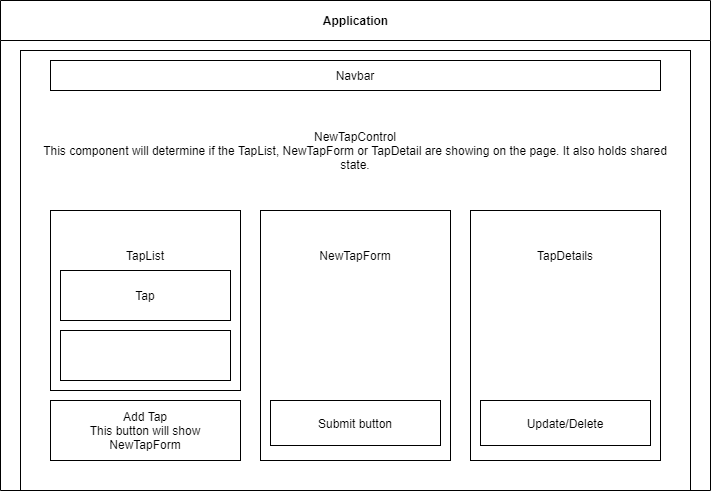 Application
Navbar
NewTapControl
This component will determine if the TapList, NewTapForm or TapDetail are showing on the page. It also holds shared
state.
TapList
NewTapForm
TapDetails
Tap
Add Tap
This button will show
NewTapForm
Submit button
Update/Delete